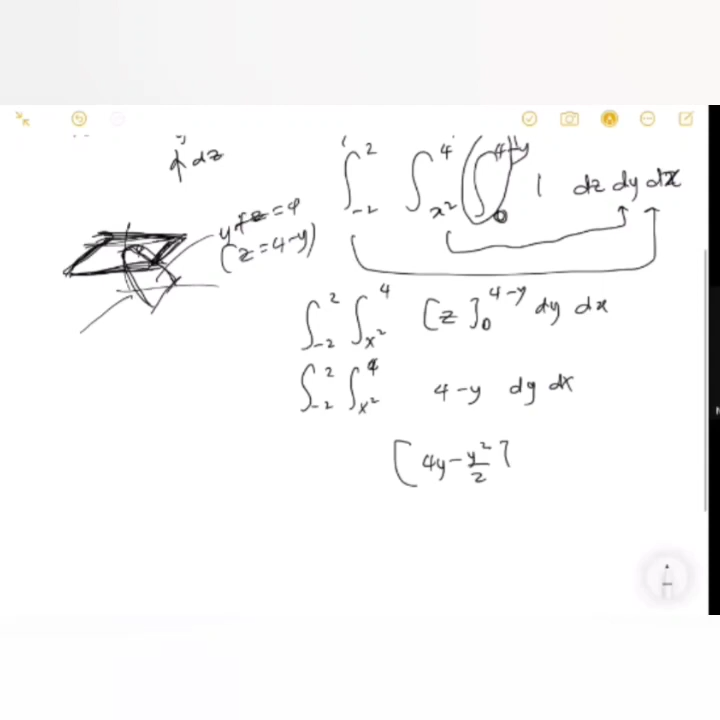 dz
∫_{-2}^{2} ∫_{x²}^{4} ∫_{0}^{4-y} 1 dz dy dx
y+z=4
(z=4-y)
∫_{-2}^{2} ∫_{x²}^{4} [z]_{0}^{4-y} dy dx
∫_{-2}^{2} ∫_{x²}^{4} 4-y dy dx
[4y-y²/2]